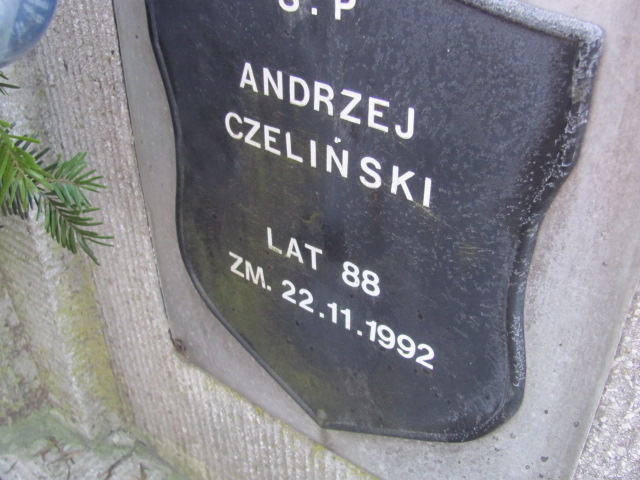 Ś.P
ANDRZEJ
CZELIŃSKI
LAT 88
ZM. 22.11.1992